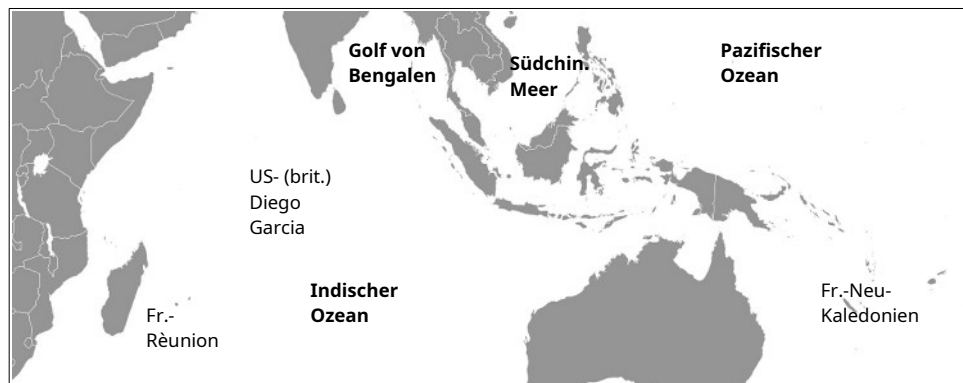 Golf von
Bengalen
Südchin.
Meer
Pazifischer
Ozean
US- (brit.)
Diego
Garcia
Indischer
Ozean
Fr.-
Rèunion
Fr.-Neu-
Kaledonien